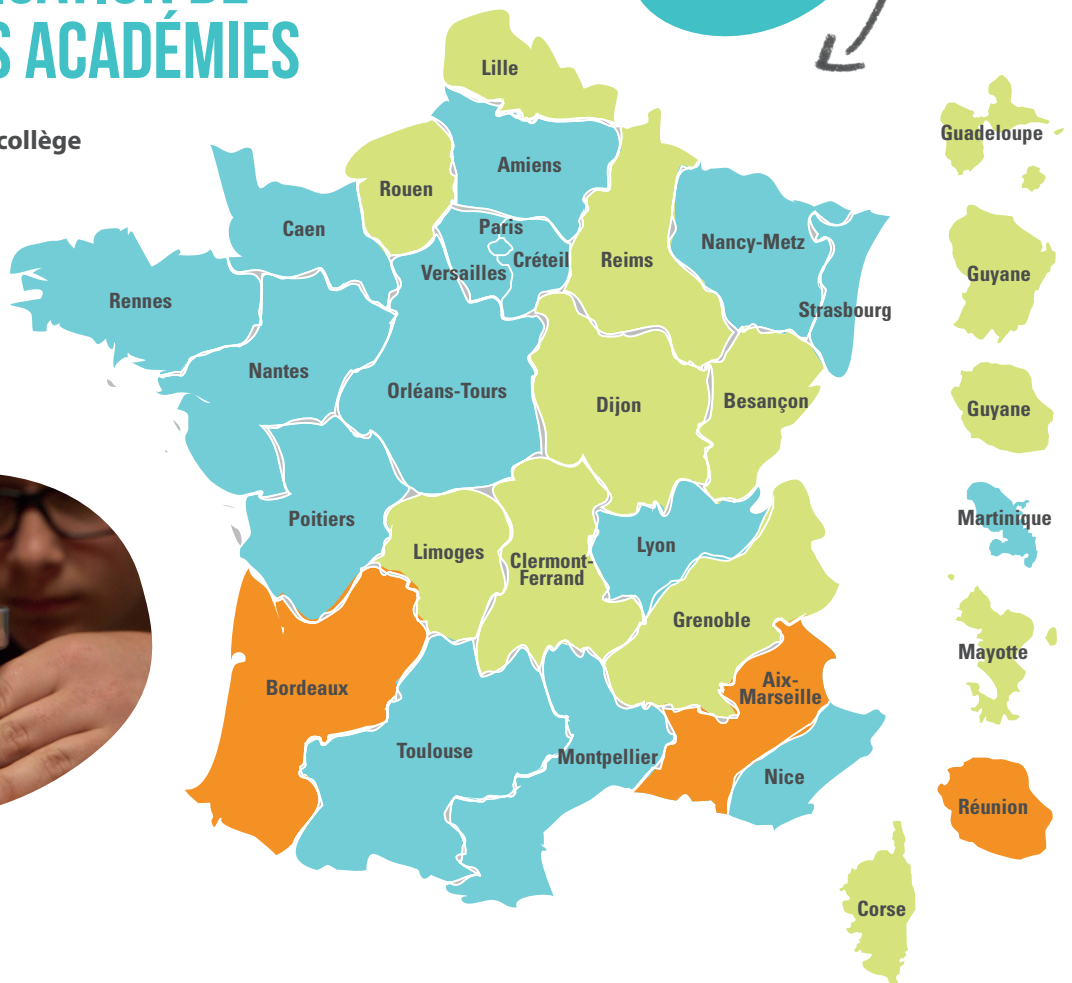 S ACADÉMIES
collège
Lille
Guadeloupe
Amiens
Rouen
Caen
Paris
Nancy-Metz
Créteil
Reims
Versailles
Guyane
Rennes
Strasbourg
Nantes
Orléans-Tours
Dijon
Besançon
Guyane
Poitiers
Martinique
Lyon
Limoges
Clermont-
Ferrand
Grenoble
Mayotte
Bordeaux
Aix-
Marseille
Toulouse
Montpellier
Nice
Réunion
Corse